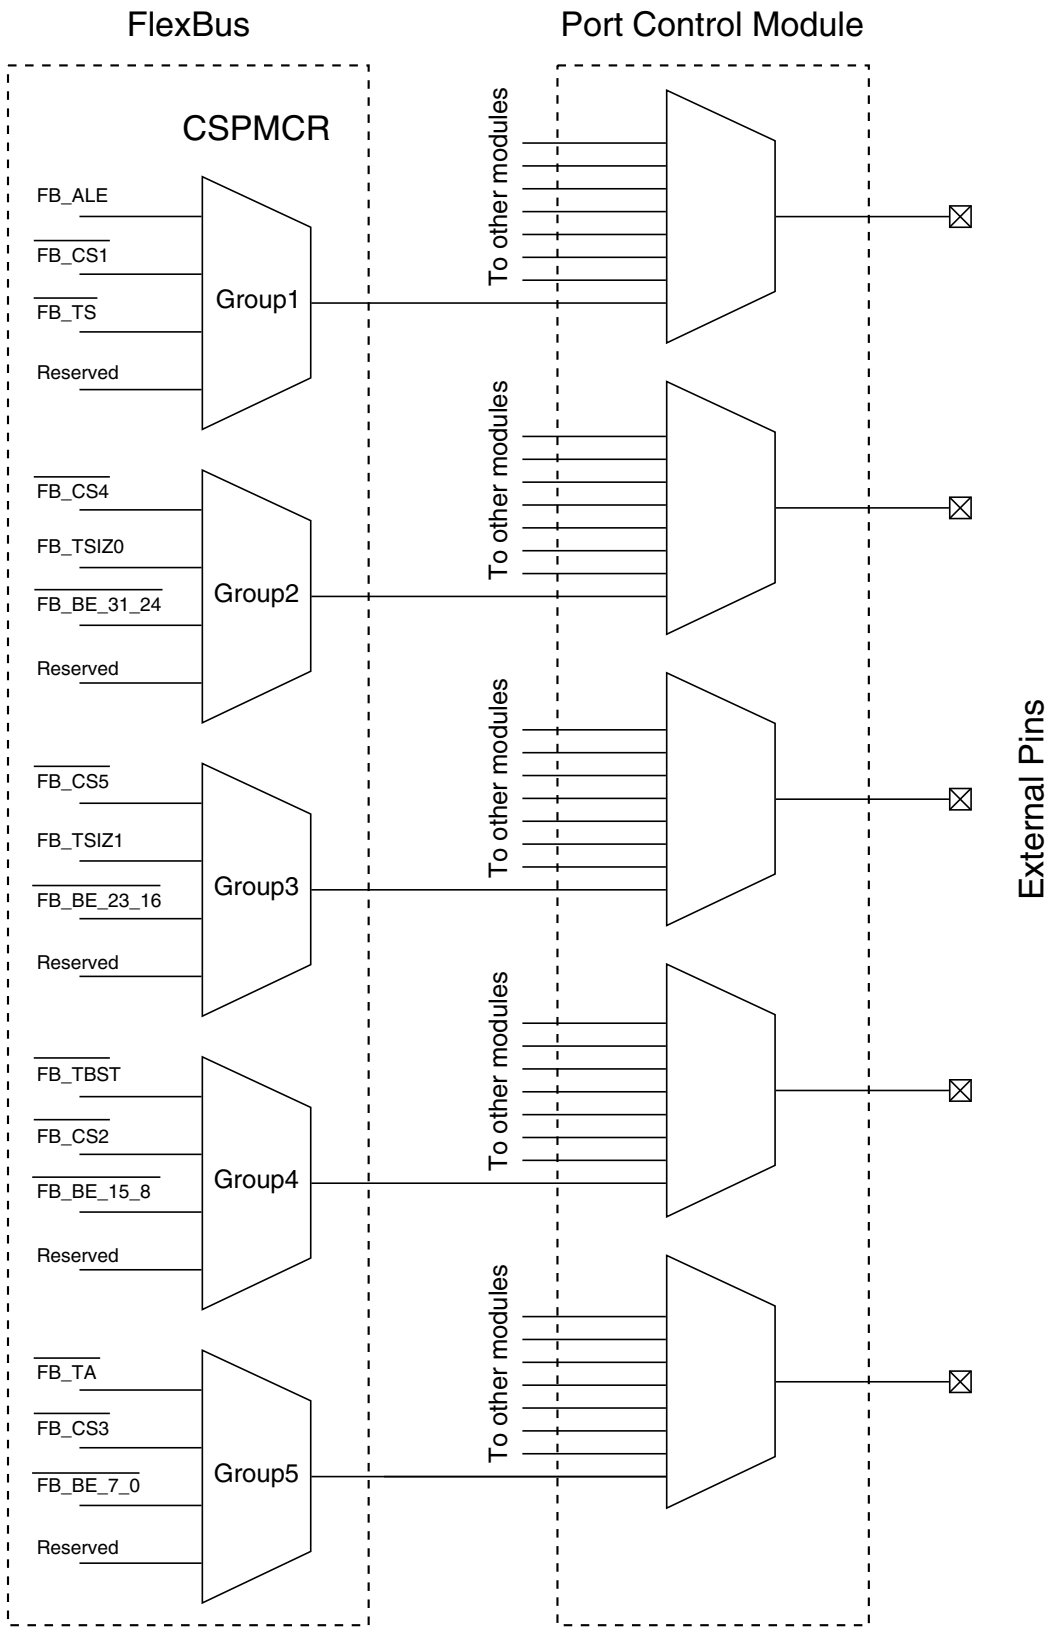 FlexBus
Port Control Module
CSPMCR
FB_ALE
FB_CS1
FB_TS
Reserved
Group1
To other modules
FB_CS4
FB_TSIZ0
FB_BE_31_24
Reserved
Group2
To other modules
FB_CS5
FB_TSIZ1
FB_BE_23_16
Reserved
Group3
To other modules
External Pins
FB_TBST
FB_CS2
FB_BE_15_8
Reserved
Group4
To other modules
FB_TA
FB_CS3
FB_BE_7_0
Reserved
Group5
To other modules